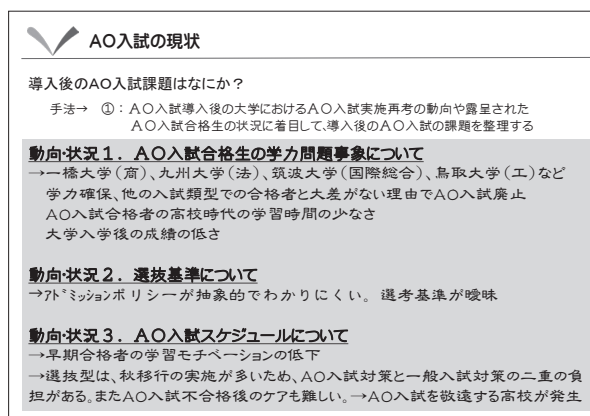 AO入試の現状
導入後のAO入試課題はなにか？
手法→ ①：AO入試導入後の大学におけるAO入試実施再考の動向や露呈された
AO入試合格生の状況に着目して、導入後のAO入試の課題を整理する
動向・状況１．AO入試合格生の学力問題事象について
→一橋大学（商）、九州大学（法）、筑波大学（国際総合）、鳥取大学（工）など
学力確保、他の入試類型での合格者と大差がない理由でAO入試廃止
AO入試合格者の高校時代の学習時間の少なさ
大学入学後の成績の低さ
動向・状況２．選抜基準について
→ｱﾄﾞﾐｯｼｮﾝポリシーが抽象的でわかりにくい。選考基準が曖昧
動向・状況３．AO入試スケジュールについて
→早期合格者の学習モチベーションの低下
→選抜型は、秋移行の実施が多いため、AO入試対策と一般入試対策の二重の負
担がある。またAO入試不合格後のケアも難しい。→AO入試を敬遠する高校が発生